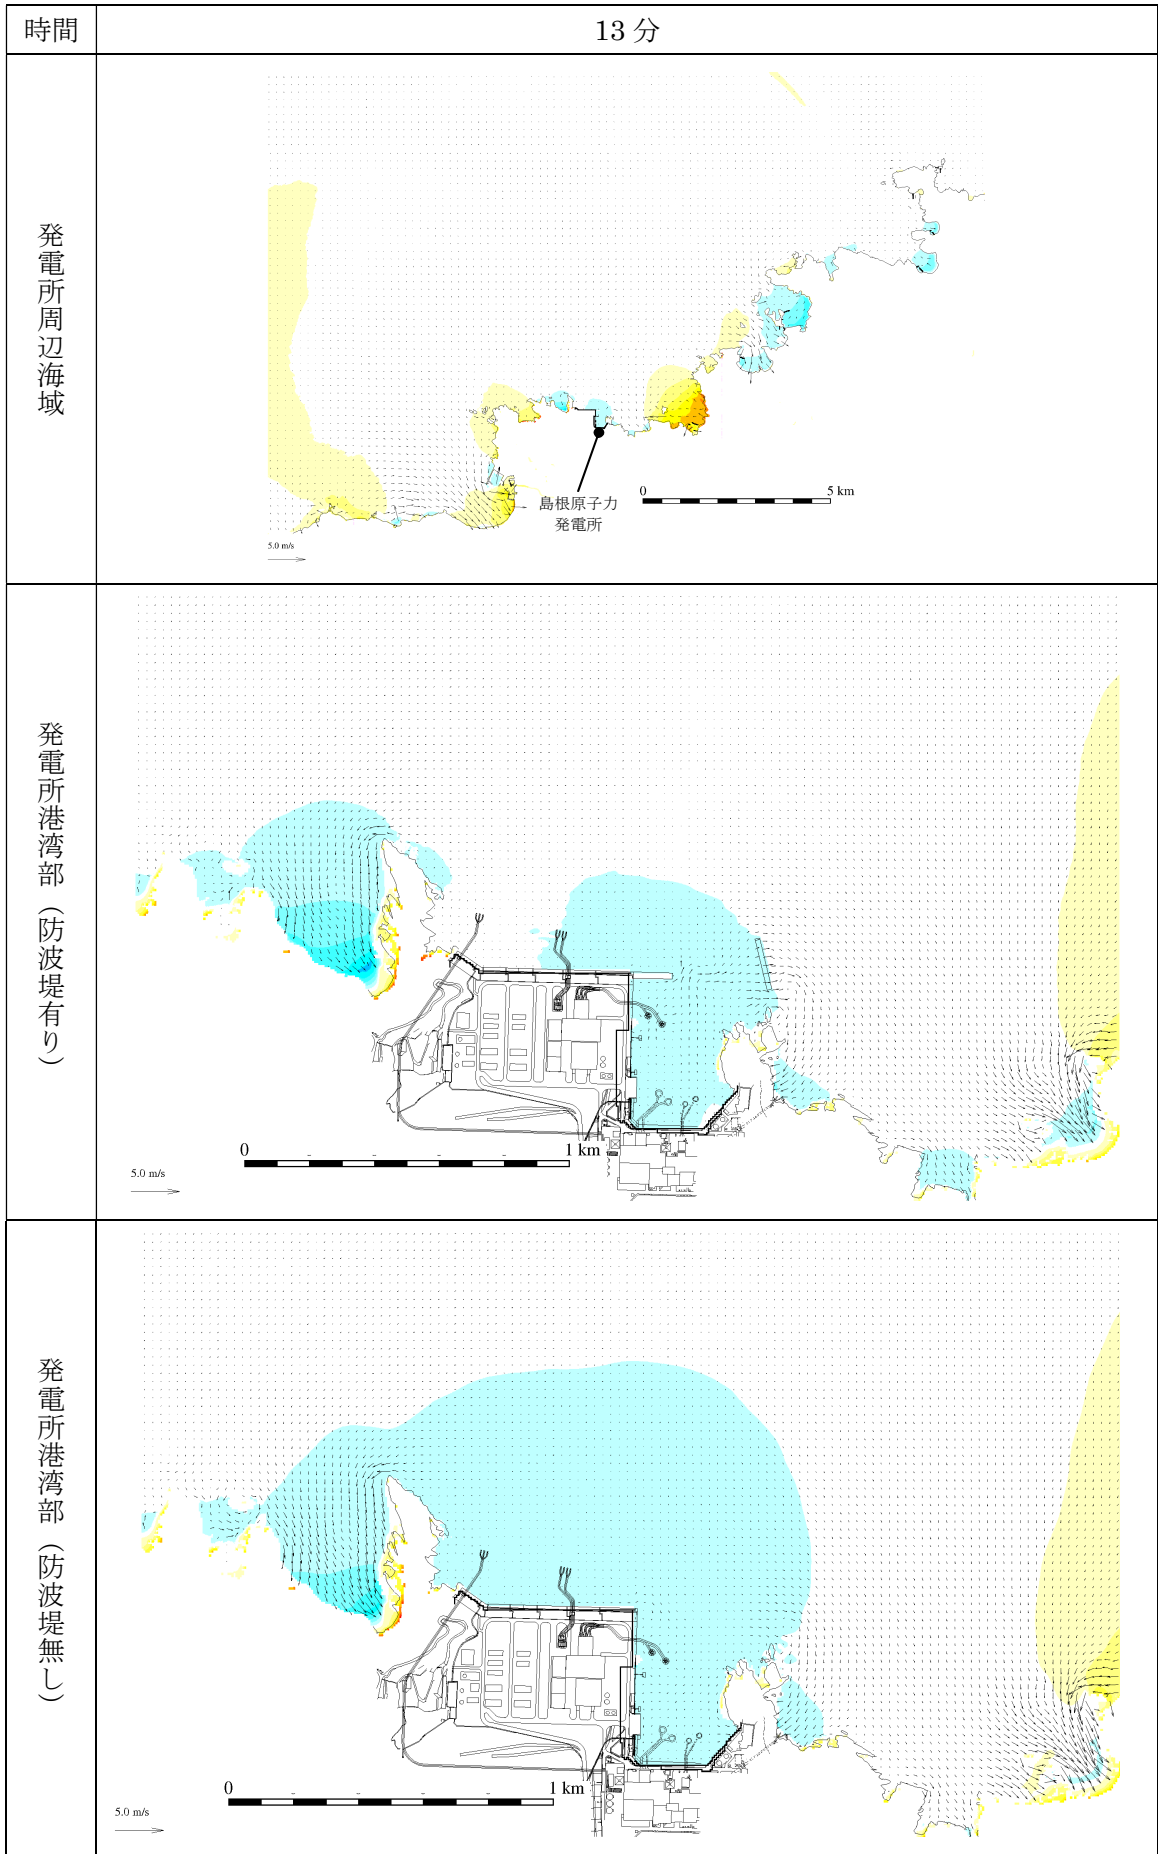 時間
13 分
発電所周辺海域
島根原子力
発電所
0 5 km
5.0 m/s
発電所港湾部（防波堤有り）
0 1 km
5.0 m/s
発電所港湾部（防波堤無し）
0 1 km
5.0 m/s